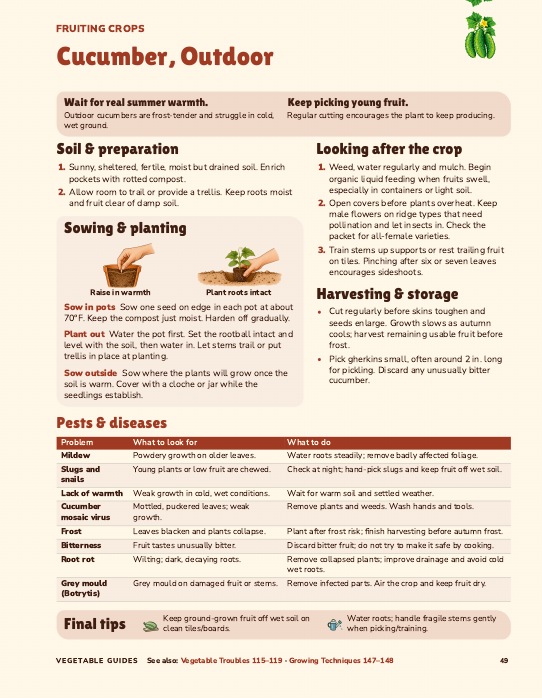 FRUITING CROPS
Cucumber, Outdoor
Wait for real summer warmth.
Outdoor cucumbers are frost-tender and struggle in cold,
wet ground.
Keep picking young fruit.
Regular cutting encourages the plant to keep producing.
Soil & preparation
1. Sunny, sheltered, fertile, moist but drained soil. Enrich
pockets with rotted compost.
2. Allow room to trail or provide a trellis. Keep roots moist
and fruit clear of damp soil.
Sowing & planting
Raise in warmth
Plant roots intact
Sow in pots Sow one seed on edge in each pot at about
70°F. Keep the compost just moist. Harden off gradually.
Plant out Water the pot first. Set the rootball intact and
level with the soil, then water in. Let stems trail or put
trellis in place at planting.
Sow outside Sow where the plants will grow once the
soil is warm. Cover with a cloche or jar while the
seedlings establish.
Looking after the crop
1. Weed, water regularly and mulch. Begin
organic liquid feeding when fruits swell,
especially in containers or light soil.
2. Open covers before plants overheat. Keep
male flowers on ridge types that need
pollination and let insects in. Check the
packet for all-female varieties.
3. Train stems up supports or rest trailing fruit
on tiles. Pinching after six or seven leaves
encourages sideshoots.
Harvesting & storage
• Cut regularly before skins toughen and
seeds enlarge. Growth slows as autumn
cools; harvest remaining usable fruit before
frost.
• Pick gherkins small, often around 2 in. long
for pickling. Discard any unusually bitter
cucumber.
Pests & diseases
Problem What to look for What to do
Mildew Powdery growth on older leaves. Water roots steadily; remove badly affected foliage.
Slugs and Young plants or low fruit are chewed. Check at night; hand-pick slugs and keep fruit off wet soil.
snails
Lack of warmth Weak growth in cold, wet conditions. Wait for warm soil and settled weather.
Cucumber Mottled, puckered leaves; weak Remove plants and weeds. Wash hands and tools.
mosaic virus growth.
Frost Leaves blacken and plants collapse. Plant after frost risk; finish harvesting before autumn frost.
Bitterness Fruit tastes unusually bitter. Discard bitter fruit; do not try to make it safe by cooking.
Root rot Wilting; dark, decaying roots. Remove collapsed plants; improve drainage and avoid cold
wet roots.
Grey mould Grey mould on damaged fruit or stems. Remove infected parts. Air the crop and keep fruit dry.
(Botrytis)
Final tips
Keep ground-grown fruit off wet soil on
clean tiles/boards.
Water roots; handle fragile stems gently
when picking/training.
VEGETABLE GUIDES See also: Vegetable Troubles 115–119 · Growing Techniques 147–148 49